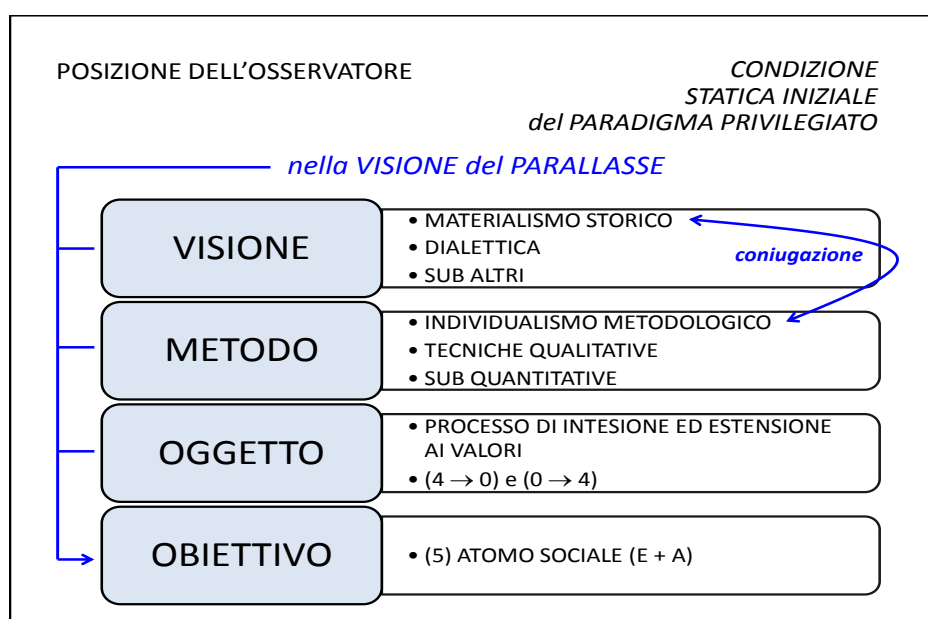 POSIZIONE DELL'OSSERVATORE
CONDIZIONE
STATICA INIZIALE
del PARADIGMA PRIVILEGIATO
nella VISIONE del PARALLASSE
VISIONE
• MATERIALISMO STORICO
• DIALETTICA
• SUB ALTRI
coniugazione
METODO
• INDIVIDUALISMO METODOLOGICO
• TECNICHE QUALITATIVE
• SUB QUANTITATIVE
OGGETTO
• PROCESSO DI INTESIONE ED ESTENSIONE
AI VALORI
• (4 → 0) e (0 → 4)
OBIETTIVO
• (5) ATOMO SOCIALE (E + A)